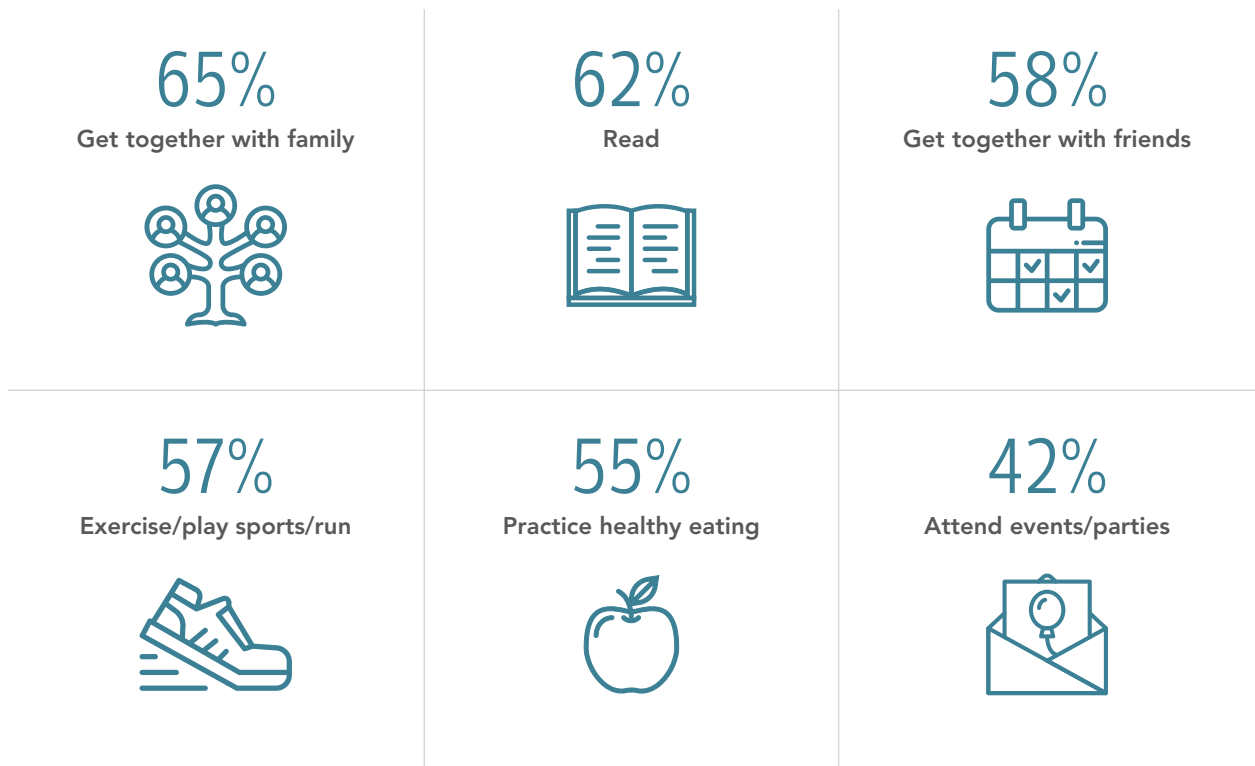 65%
Get together with family
62%
Read
58%
Get together with friends
57%
Exercise/play sports/run
55%
Practice healthy eating
42%
Attend events/parties